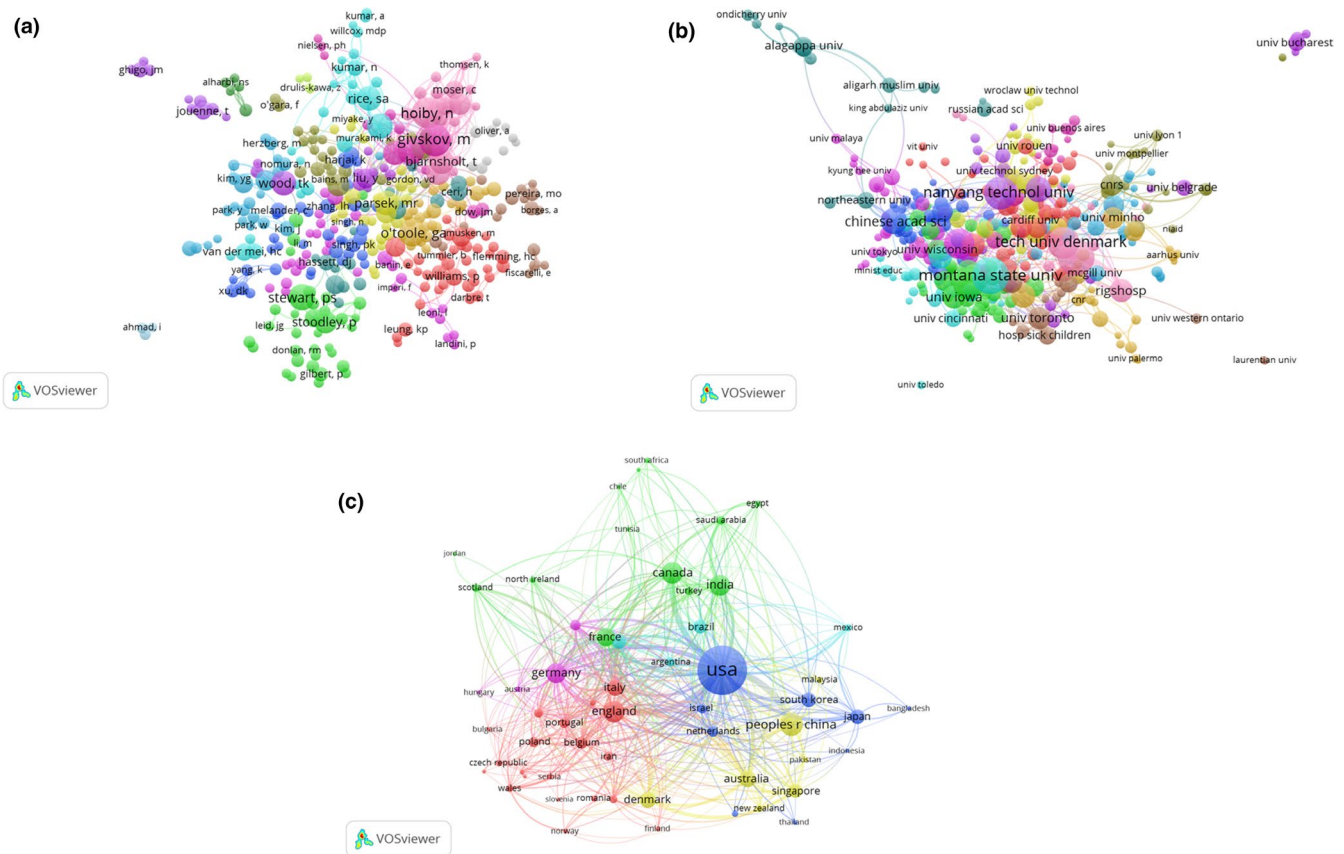 (a)
kumar, a
willcox, mdp
nielsen, ph
ghigo, jm
kumar, n
thomsen, k
alharbi, ns
drulis-kawa, z
moser, c
jouenne, t
o'gara, f
rice, sa
hoiby, n
miyake, y
oliver, a
herzberg, m
murakami, k
givskov, m
nomura, n
harjai, k
bjarnsholt, t
kim, yg
wood, tk
bains, m
liu, y
gordon, vd
ceri, h
pereira, mo
park, y
melander, c
zhang, lh
parsek, mr
dow, jm
borges, a
park, w
kim, j
singh, n
o'toole, ga
musken, m
van der mei, hc
li, m
singh, pk
tummler, b
flemming, hc
yang, k
hassett, dj
banin, e
williams, p
fiscarelli, e
xu, dk
stewart, ps
imperi, f
darbre, t
ahmad, i
leid, jg
stoodley, p
leoni, l
leung, kp
landini, p
donlan, rm
gilbert, p
VOSviewer
(b)
ondicherry univ
alagappa univ
univ bucharest
aligarh muslim univ
wroclaw univ technol
king abdulaziz univ
russian acad sci
univ buenos aires
univ lyon 1
univ malaya
vit univ
univ rouen
univ montpellier
kyung hee univ
univ technol sydney
cnrs
univ belgrade
northeastern univ
nanyang technol univ
chinese acad sci
cardiff univ
univ minho
niaid
univ tokyo
univ wisconsin
tech univ denmark
aarhus univ
minist educ
montana state univ
mcgill univ
rigshosp
univ iowa
cnr
univ cincinnati
univ toronto
univ western ontario
hosp sick children
univ palermo
laurentian univ
univ toledo
VOSviewer
(c)
south africa
chile
egypt
saudi arabia
tunisia
jordan
canada
scotland
north ireland
india
turkey
brazil
mexico
france
argentina
usa
germany
malaysia
hungary
austria
italy
south korea
israel
bangladesh
england
japan
bulgaria
portugal
netherlands
peoples r china
poland
belgium
indonesia
iran
pakistan
czech republic
serbia
australia
wales
singapore
slovenia
romania
denmark
new zealand
thailand
norway
finland
VOSviewer